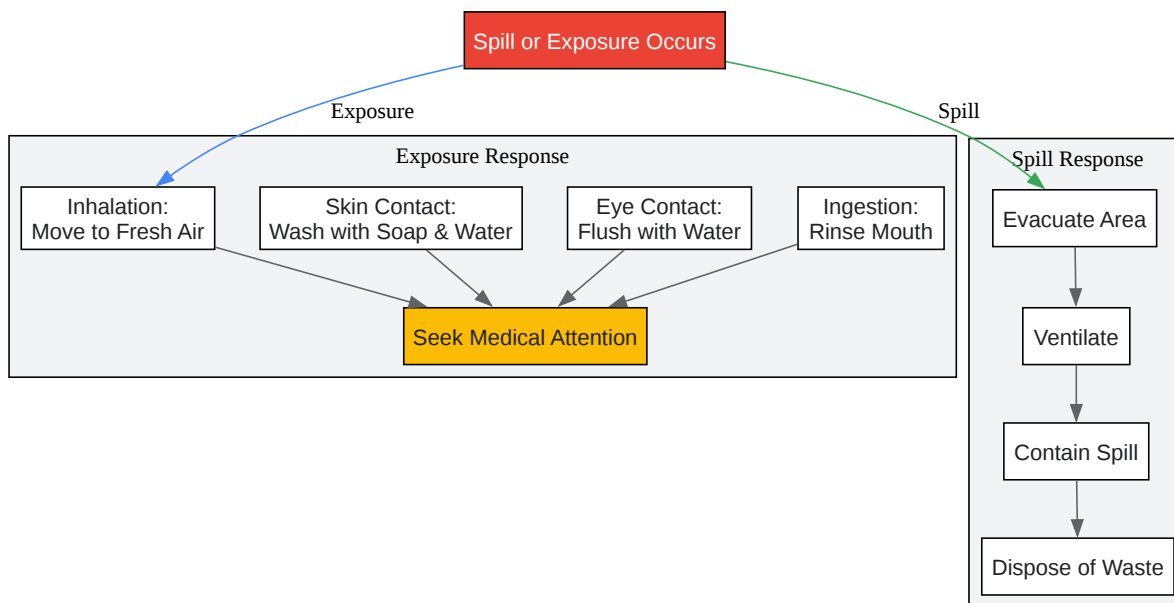 Spill or Exposure Occurs
Exposure
Spill
Exposure Response
Spill Response
Inhalation:
Move to Fresh Air
Skin Contact:
Wash with Soap & Water
Eye Contact:
Flush with Water
Ingestion:
Rinse Mouth
Evacuate Area
Seek Medical Attention
Ventilate
Contain Spill
Dispose of Waste